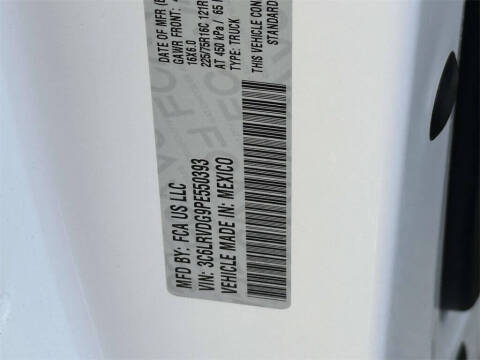 MFD BY: FCA US LLC
DATE OF MFR
GAWR FRONT:
16X6.0
225/75R16C 121R
AT 450 kPa / 65
TYPE: TRUCK
THIS VEHICLE CON
STANDARD
VIN: 3C6LRVDG9PE550393
VEHICLE MADE IN: MEXICO